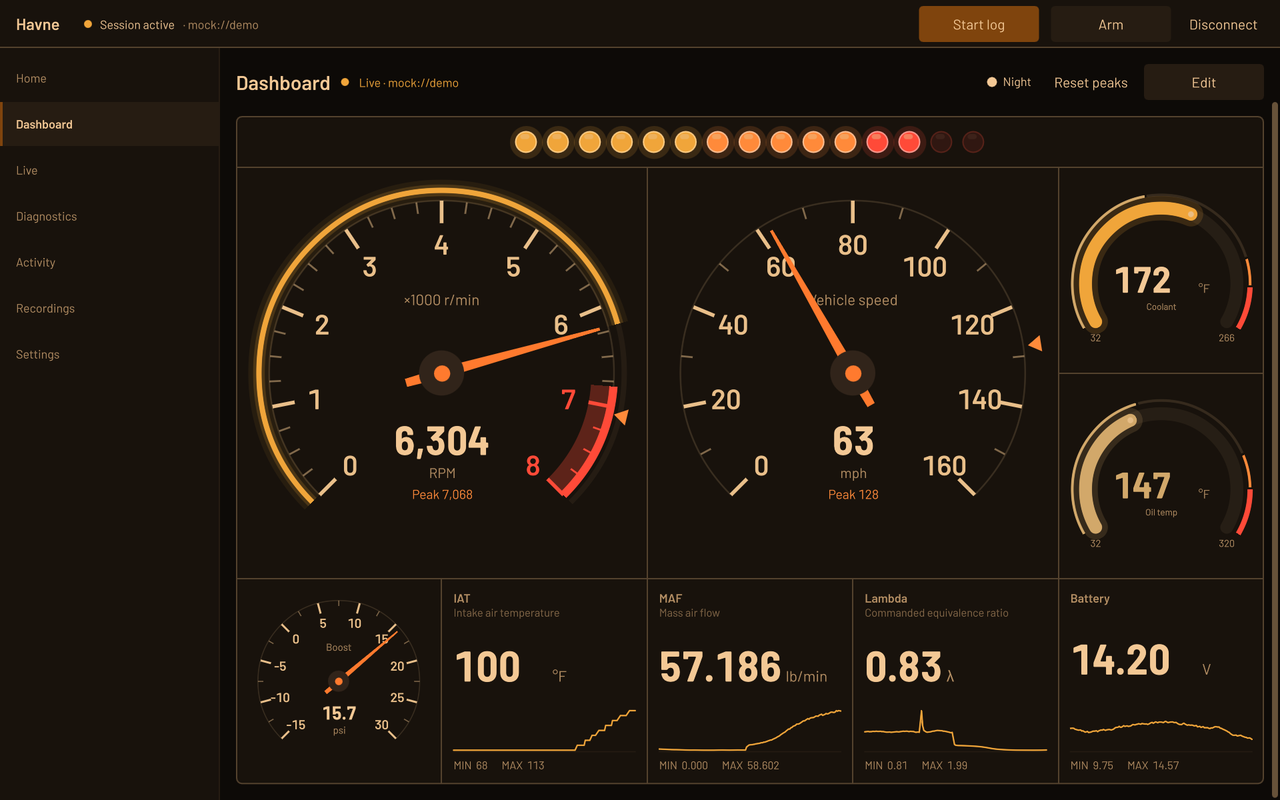 Havne
Session active · mock://demo
Start log
Arm
Disconnect
Home
Dashboard
Live
Diagnostics
Activity
Recordings
Settings
Dashboard
Live · mock://demo
Night
Reset peaks
Edit
0
1
2
3
4
5
6
7
8
×1000 r/min
6,304
RPM
Peak 7,068
0
20
40
60
80
100
120
140
160
Vehicle speed
63
mph
Peak 128
172 °F
Coolant
32
266
147 °F
Oil temp
32
320
-15
-10
-5
0
5
10
15
20
25
30
Boost
15.7
psi
IAT
Intake air temperature
100 °F
MIN 68 MAX 113
MAF
Mass air flow
57.186 lb/min
MIN 0.000 MAX 58.602
Lambda
Commanded equivalence ratio
0.83 λ
MIN 0.81 MAX 1.99
Battery
14.20 V
MIN 9.75 MAX 14.57